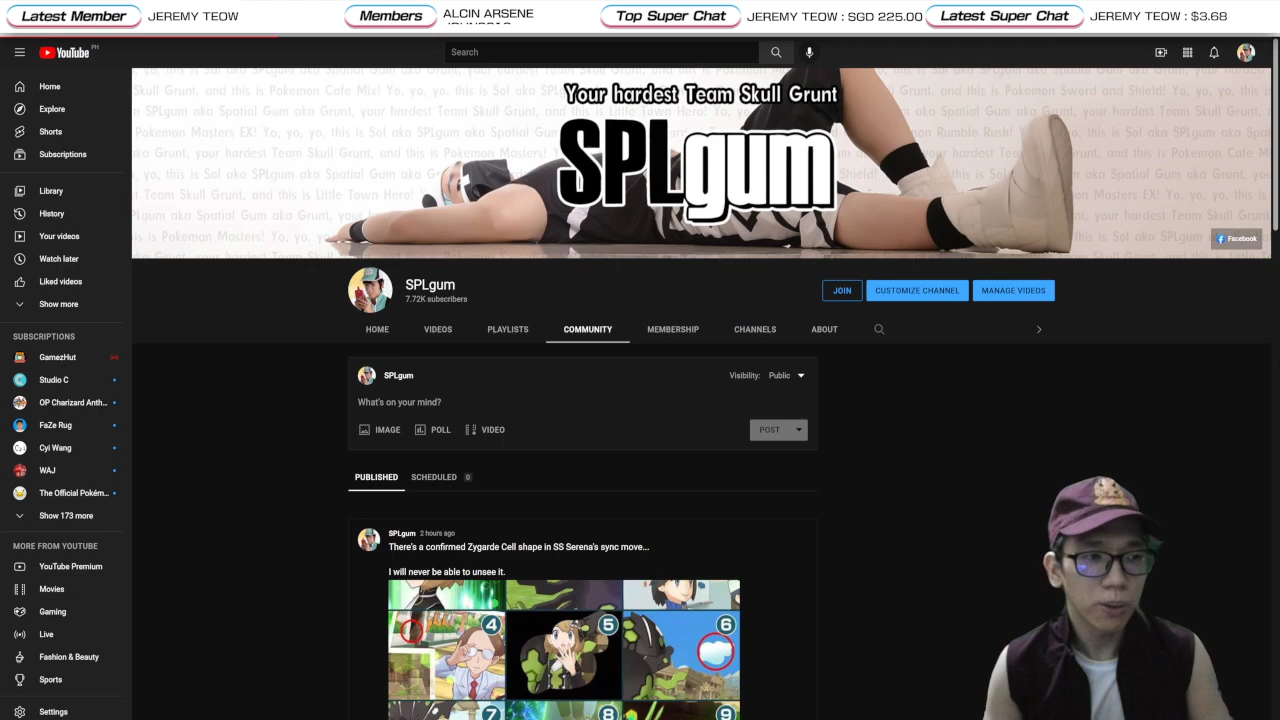 Latest Member JEREMY TEOW Members ALCIN ARSENE Top Super Chat JEREMY TEOW : SGD 225.00 Latest Super Chat JEREMY TEOW : $3.68
YouTube PH
Search
Home
Explore
Shorts
Subscriptions
Library
History
Your videos
Watch later
Liked videos
Show more
SUBSCRIPTIONS
GamezHut
Studio C
OP Charizard Anth...
FaZe Rug
Cyi Wang
WAJ
The Official Pokém...
Show 173 more
MORE FROM YOUTUBE
YouTube Premium
Movies
Gaming
Live
Fashion & Beauty
Sports
Settings
Your hardest Team Skull Grunt
SPLgum
Facebook
SPLgum
7.72K subscribers
JOIN CUSTOMIZE CHANNEL MANAGE VIDEOS
HOME VIDEOS PLAYLISTS COMMUNITY MEMBERSHIP CHANNELS ABOUT
SPLgum Visibility: Public
What's on your mind?
IMAGE POLL VIDEO POST
PUBLISHED SCHEDULED 0
SPLgum 2 hours ago
There's a confirmed Zygarde Cell shape in SS Serena's sync move...
I will never be able to unsee it.
4 5 6
7 8 9